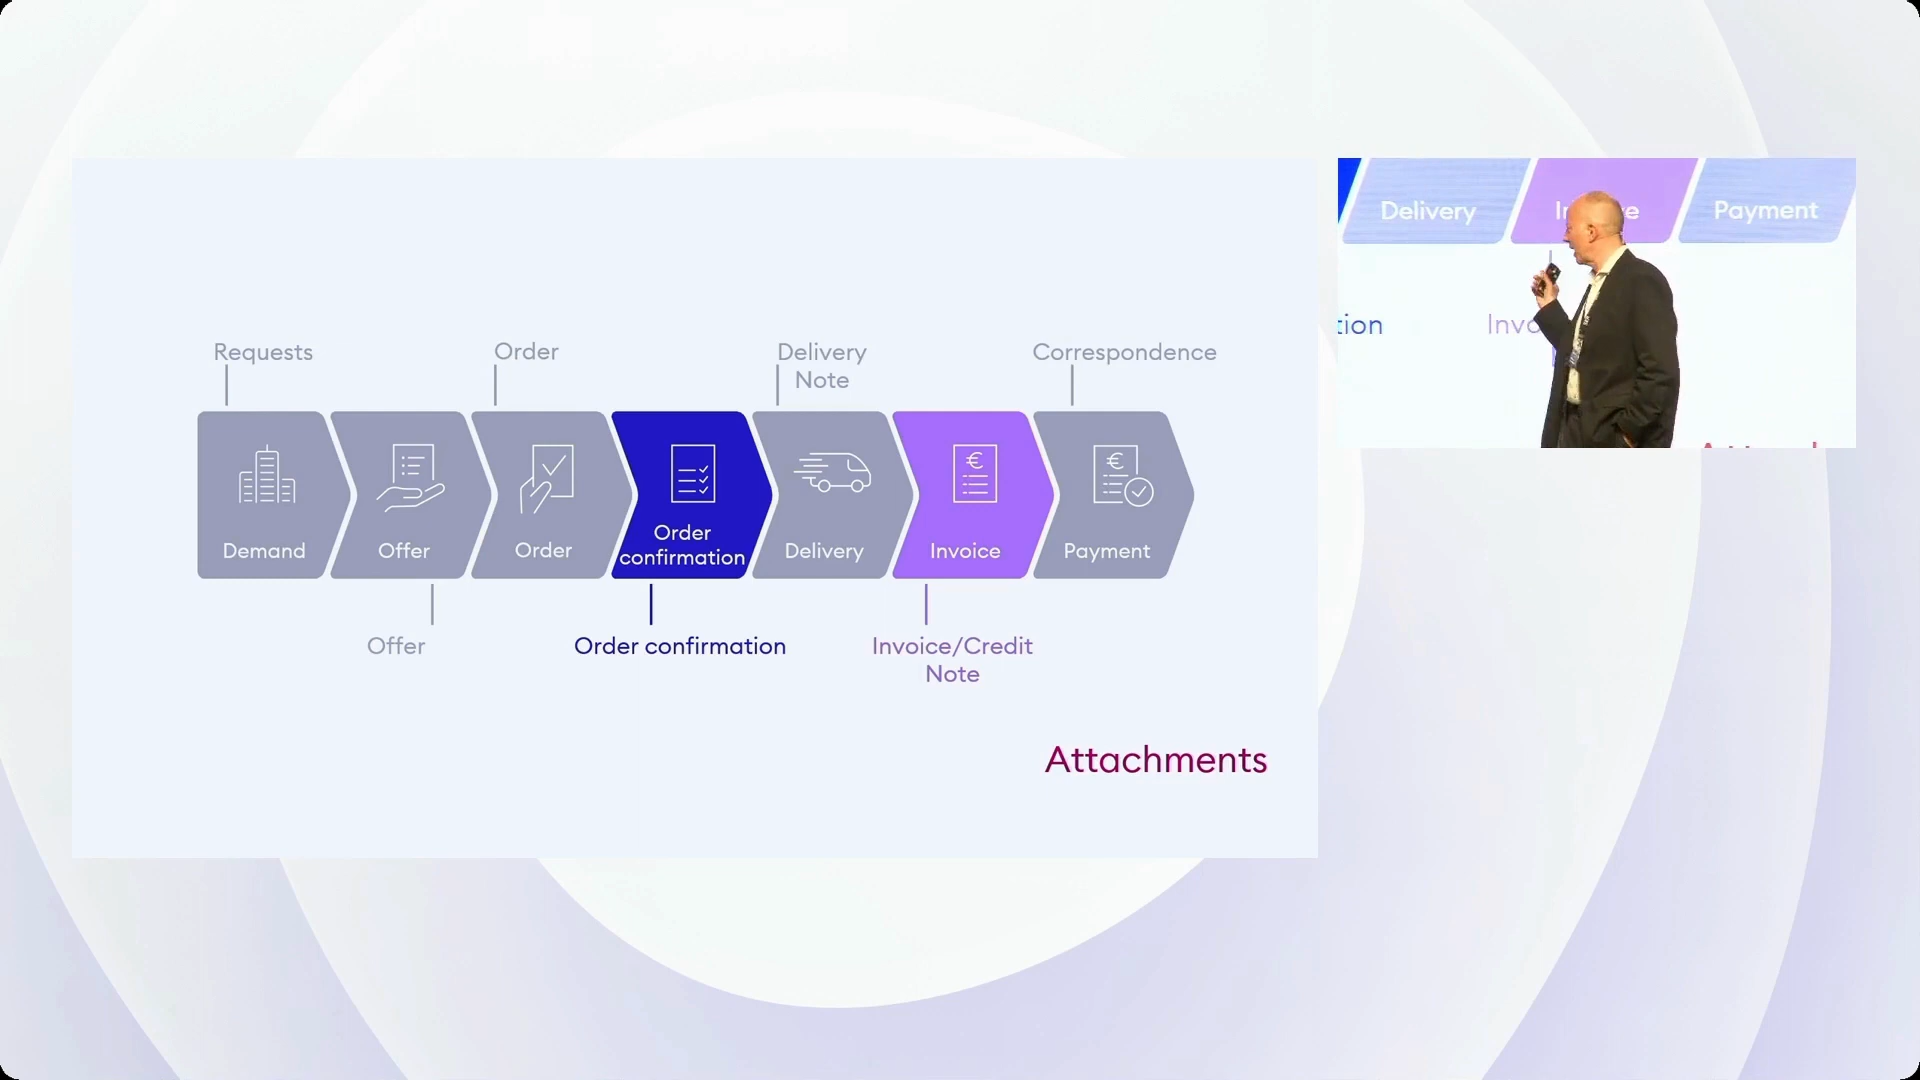 Requests
Order
Delivery
Note
Correspondence
Demand
Offer
Order
Order
confirmation
Delivery
Invoice
Payment
Offer
Order confirmation
Invoice/Credit
Note
Attachments
Delivery
Payment